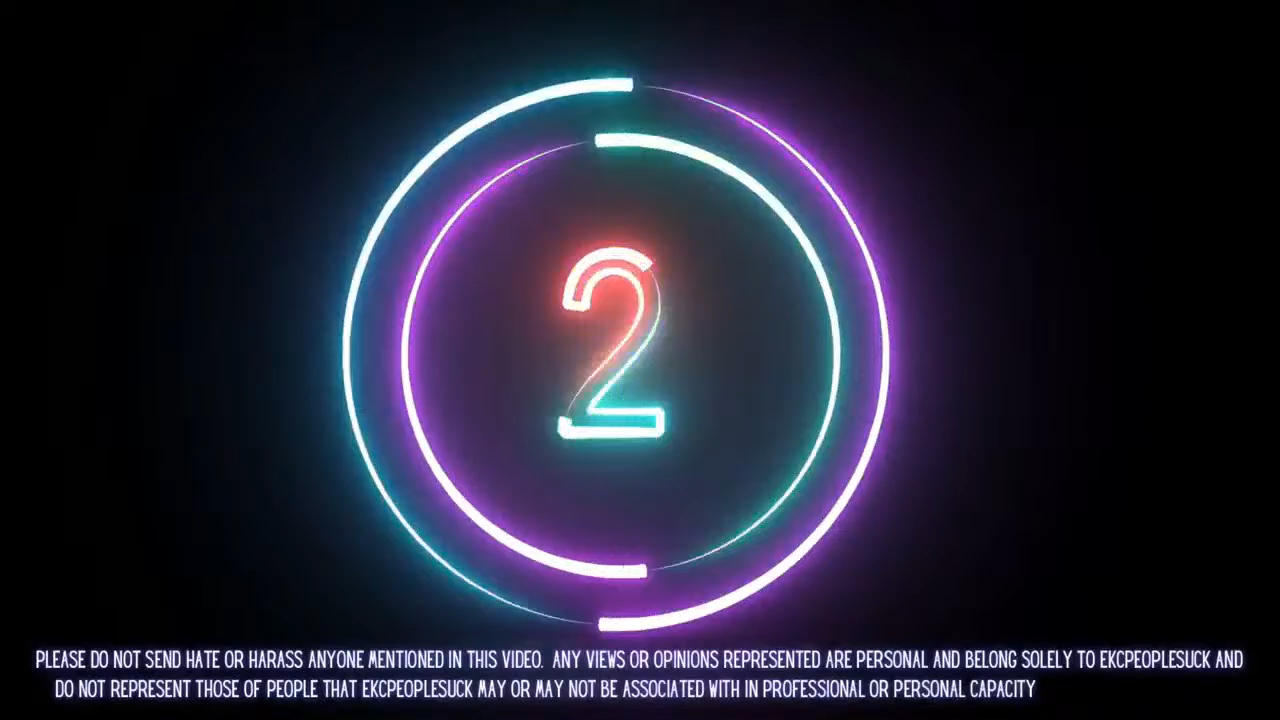 2
PLEASE DO NOT SEND HATE OR HARASS ANYONE MENTIONED IN THIS VIDEO. ANY VIEWS OR OPINIONS REPRESENTED ARE PERSONAL AND BELONG SOLELY TO EKCPEOPLESUCK AND
DO NOT REPRESENT THOSE OF PEOPLE THAT EKCPEOPLESUCK MAY OR MAY NOT BE ASSOCIATED WITH IN PROFESSIONAL OR PERSONAL CAPACITY